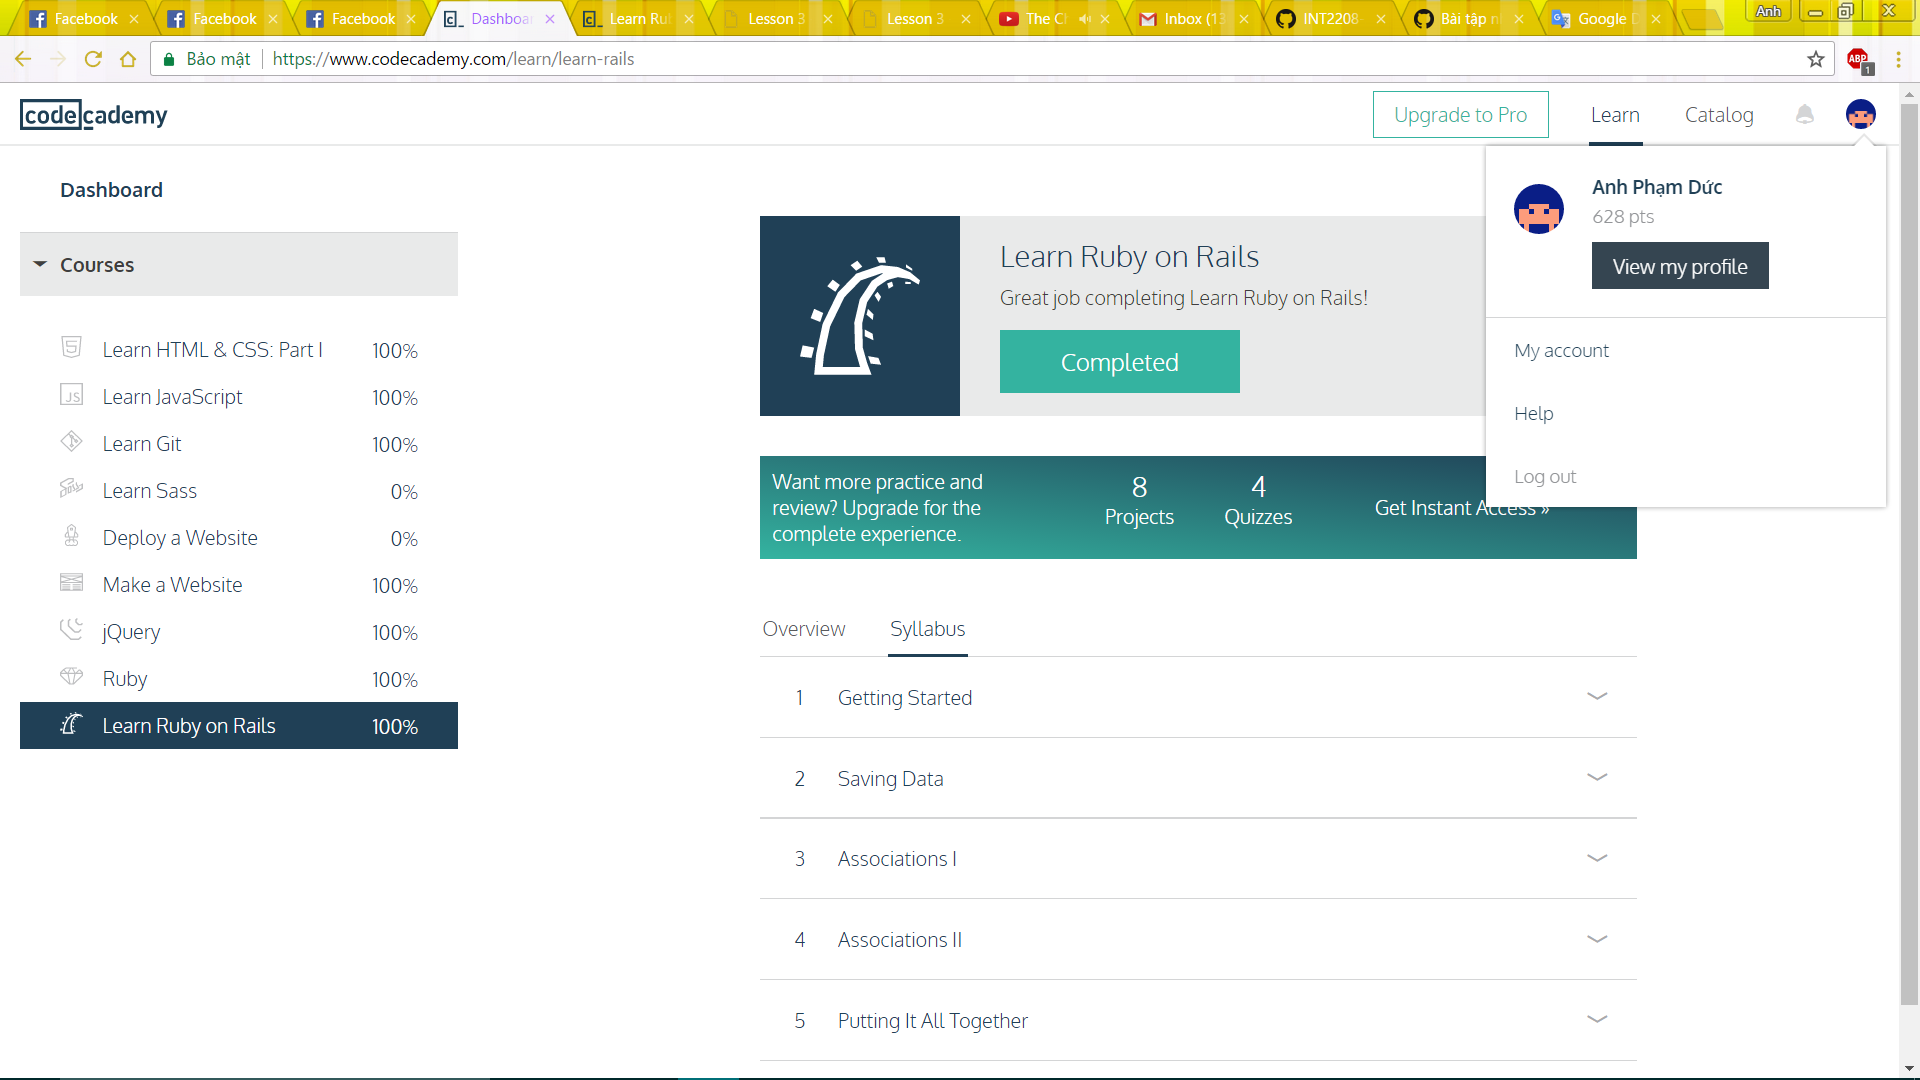 Facebook
Facebook
Facebook
Dashboa
Learn Ru
Lesson 3
Lesson 3
The Ch
Inbox (13
INT2208-
Bài tập n
Google D
Anh
Bảo mật
https://www.codecademy.com/learn/learn-rails
ABP
1
codecademy
Upgrade to Pro
Learn
Catalog
Dashboard
Courses
Learn HTML & CSS: Part I 100%
JS
Learn JavaScript 100%
Learn Git 100%
Learn Sass 0%
Deploy a Website 0%
Make a Website 100%
jQuery 100%
Ruby 100%
Learn Ruby on Rails 100%
Learn Ruby on Rails
Great job completing Learn Ruby on Rails!
Completed
Anh Phạm Dức
628 pts
View my profile
My account
Help
Log out
Want more practice and
review? Upgrade for the
complete experience.
8
Projects
4
Quizzes
Get Instant Access »
Overview
Syllabus
1 Getting Started
2 Saving Data
3 Associations I
4 Associations II
5 Putting It All Together